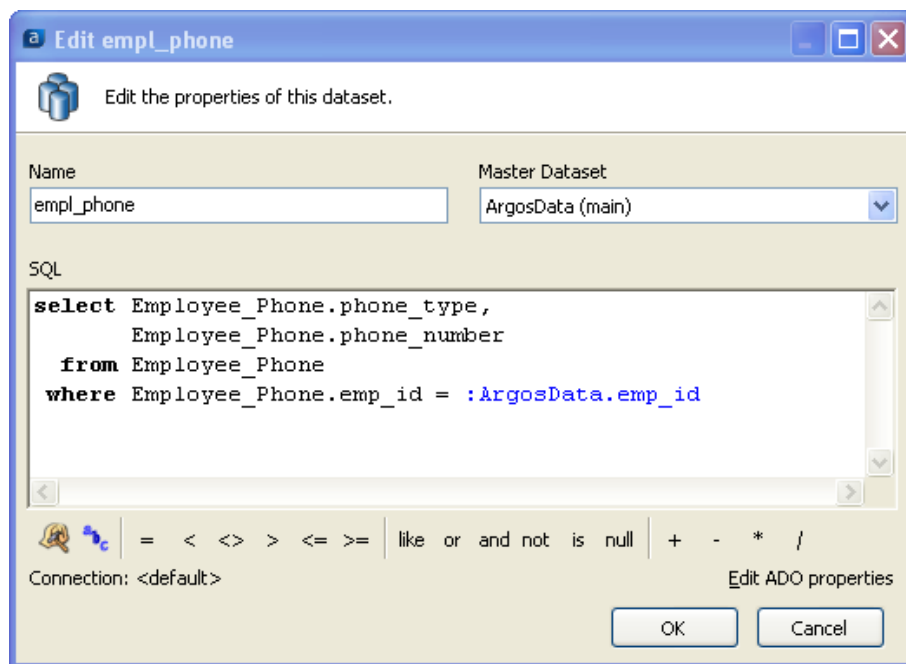 a Edit empl_phone
Edit the properties of this dataset.
Name
Master Dataset
empl_phone
ArgosData (main)
SQL
select Employee_Phone.phone_type,
Employee_Phone.phone_number
from Employee_Phone
where Employee_Phone.emp_id = :ArgosData.emp_id
abc = < <> > <= >= like or and not is null + - * /
Connection: <default> Edit ADO properties
OK Cancel